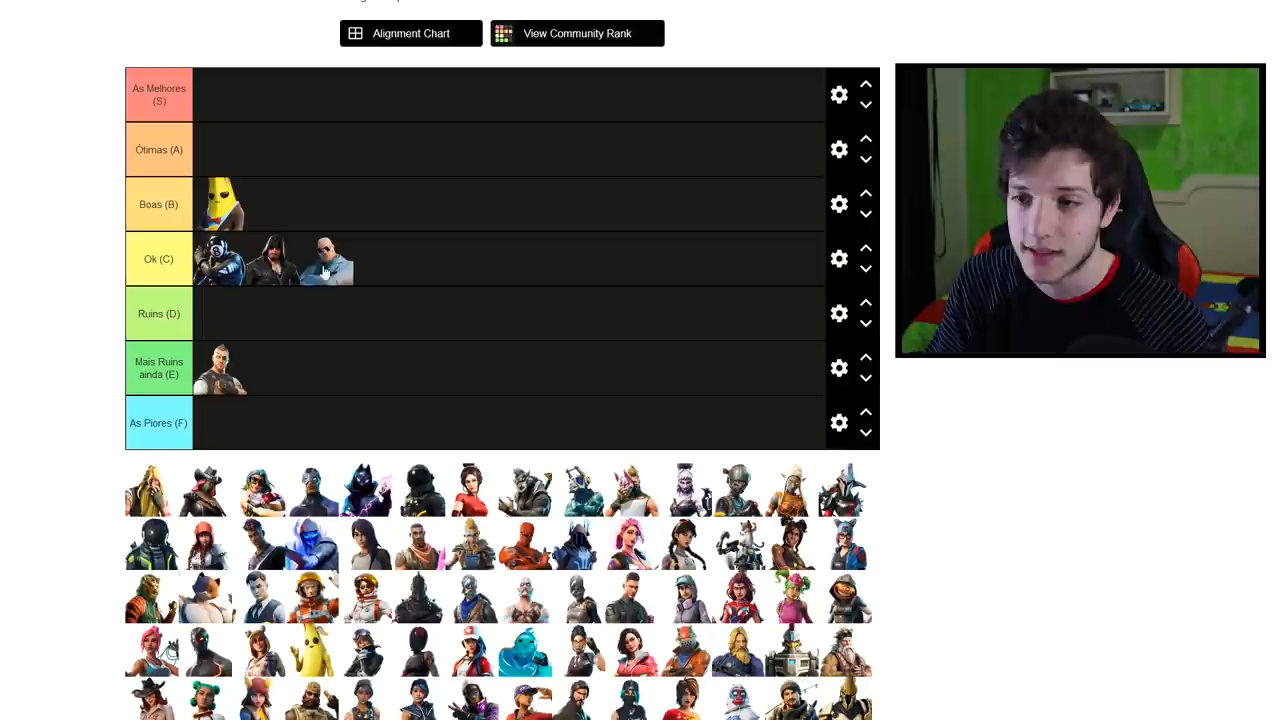 Alignment Chart
View Community Rank
As Melhores
(S)
Ótimas (A)
Boas (B)
Ok (C)
Ruins (D)
Mais Ruins
ainda (E)
As Piores (F)